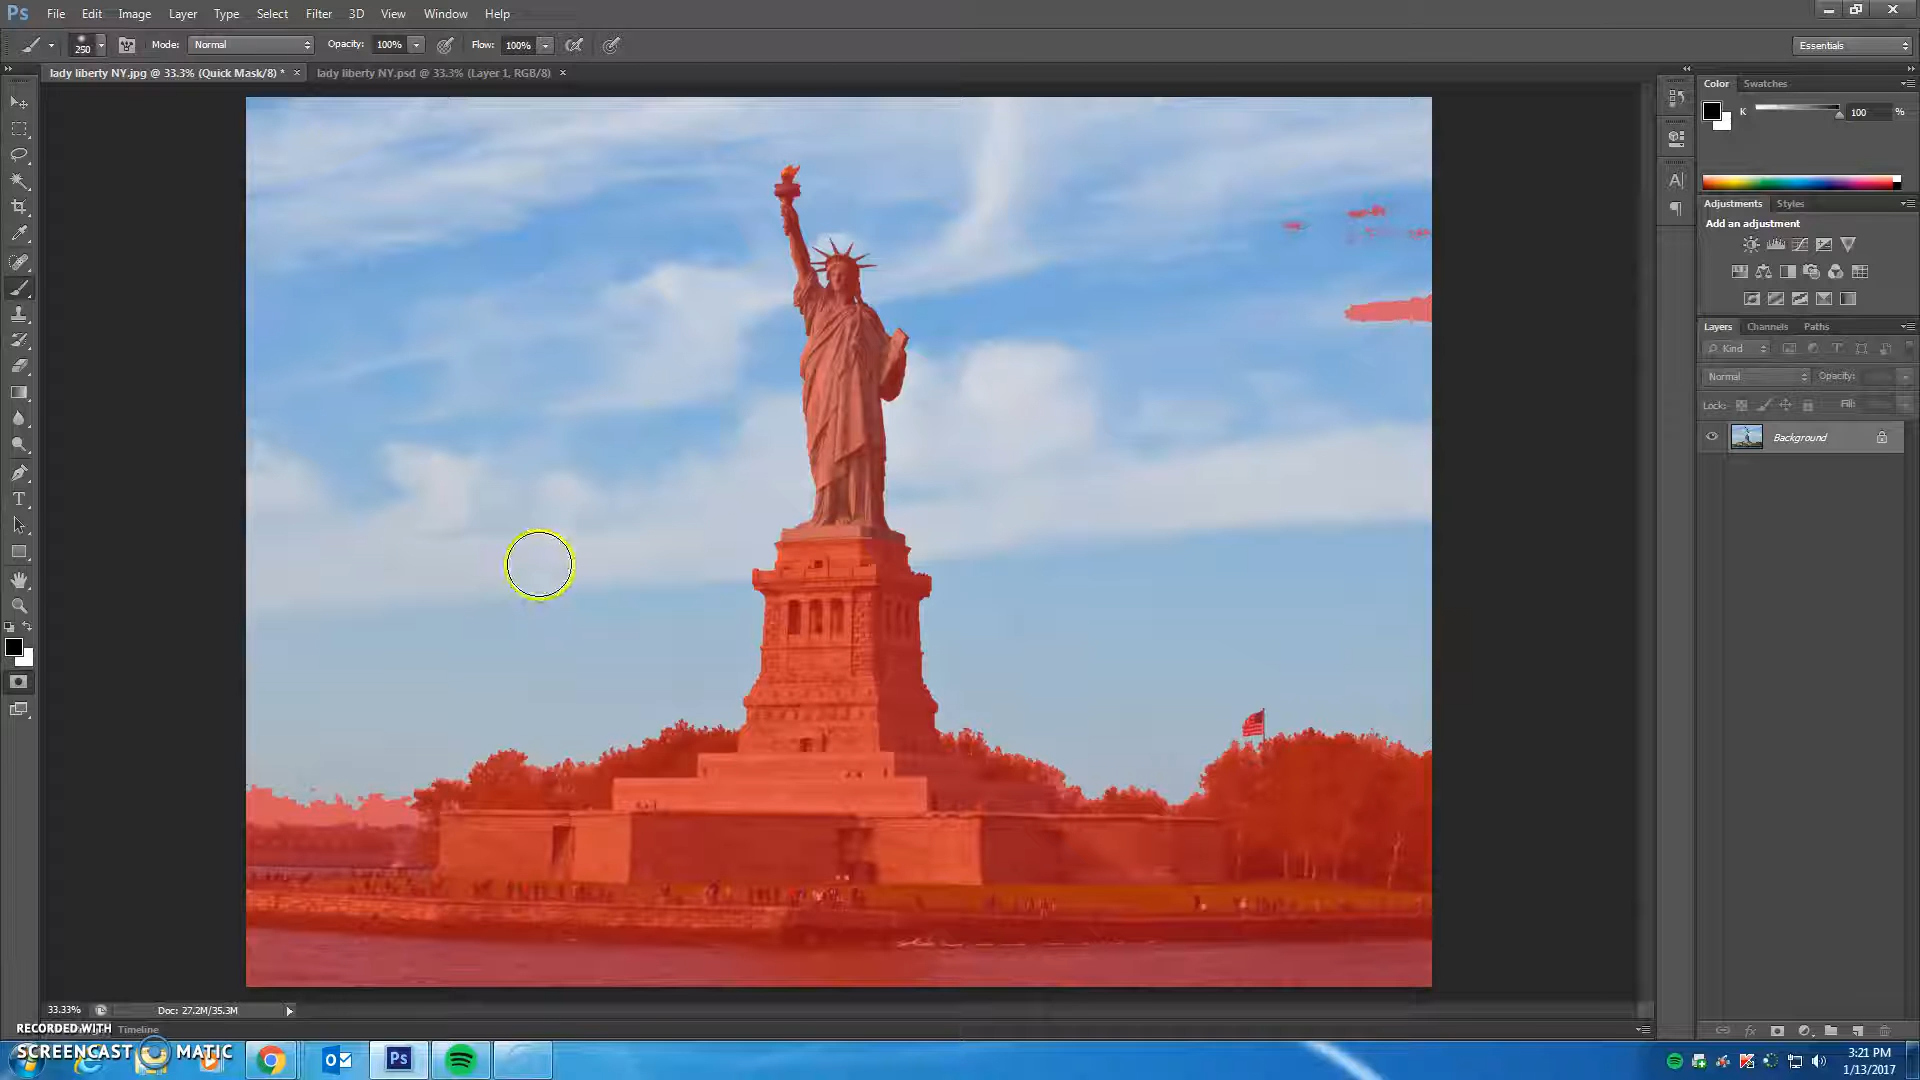 Ps File Edit Image Layer Type Select Filter 3D View Window Help
250 Mode: Normal Opacity: 100% Flow: 100% Essentials
lady liberty NY.jpg @ 33.3% (Quick Mask/8) * × lady liberty NY.psd @ 33.3% (Layer 1, RGB/8) ×
Color Swatches
K 100 %
Adjustments Styles
Add an adjustment
Layers Channels Paths
Kind
Normal Opacity:
Lock: Fill:
Background
33.33% Doc: 27.2M/35.3M
Timeline
RECORDED WITH
SCREENCAST MATIC
Ps
3:21 PM
1/13/2017